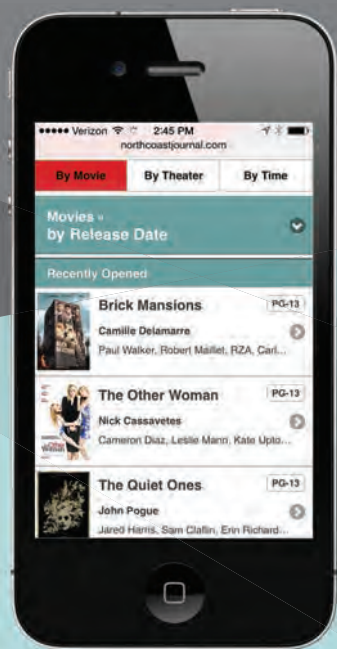 Verizon 2:45 PM
northcoastjournal.com
By Movie By Theater By Time
Movies »
by Release Date
Recently Opened
Brick Mansions PG-13
Camille Delamarre
Paul Walker, Robert Maillet, RZA, Carl...
The Other Woman PG-13
Nick Cassavetes
Cameron Diaz, Leslie Mann, Kate Upto...
The Quiet Ones PG-13
John Pogue
Jared Harris, Sam Claflin, Erin Richard...